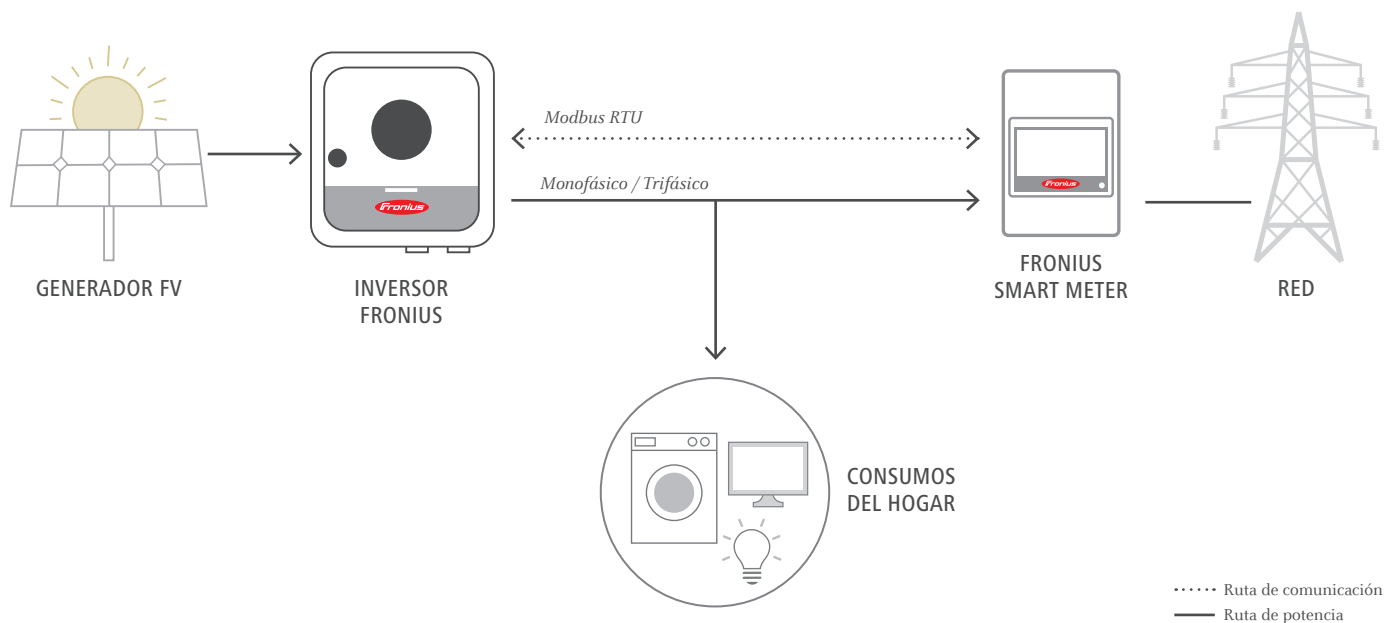 Modbus RTU
Monofásico / Trifásico
Fronius
Fronius
GENERADOR FV
INVERSOR
FRONIUS
FRONIUS
SMART METER
RED
CONSUMOS
DEL HOGAR
Ruta de comunicación
Ruta de potencia